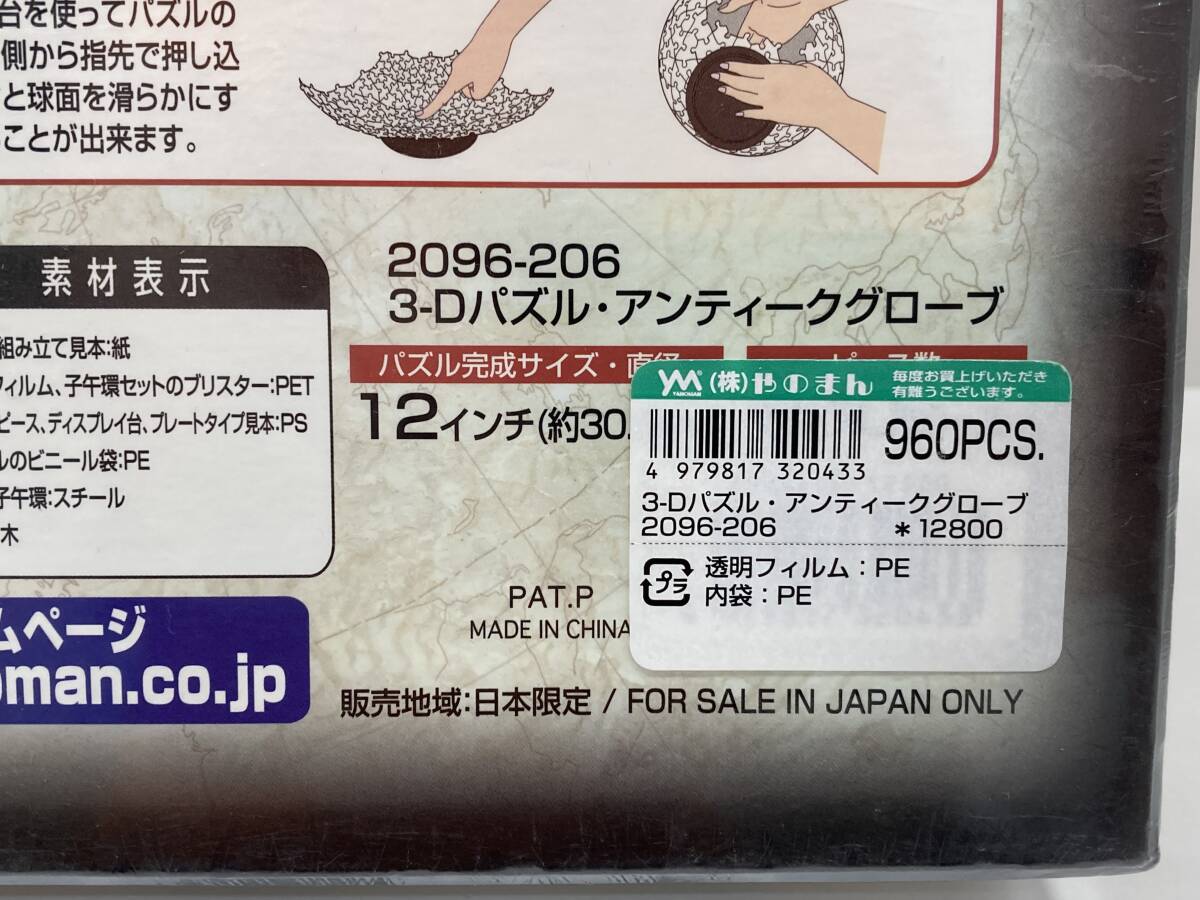 台を使ってパズルの
側から指先で押し込
と球面を滑らかにす
ことが出来ます。
素材表示
組み立て見本:紙
フィルム、子午環セットのブリスター:PET
ピース、ディスプレイ台、プレートタイプ見本:PS
ルのビニール袋:PE
子午環:スチール
木
ムページ
oman.co.jp
2096-206
3-Dパズル・アンティークグローブ
パズル完成サイズ・直径
ピース数
12インチ(約30.
PAT.P
MADE IN CHINA
販売地域:日本限定 / FOR SALE IN JAPAN ONLY
YM YANOMAN (株)やのまん 毎度お買上げいただき
有難うございます。
4 979817 320433
960PCS.
3-Dパズル・アンティークグローブ
2096-206 *12800
プラ
透明フィルム:PE
内袋:PE